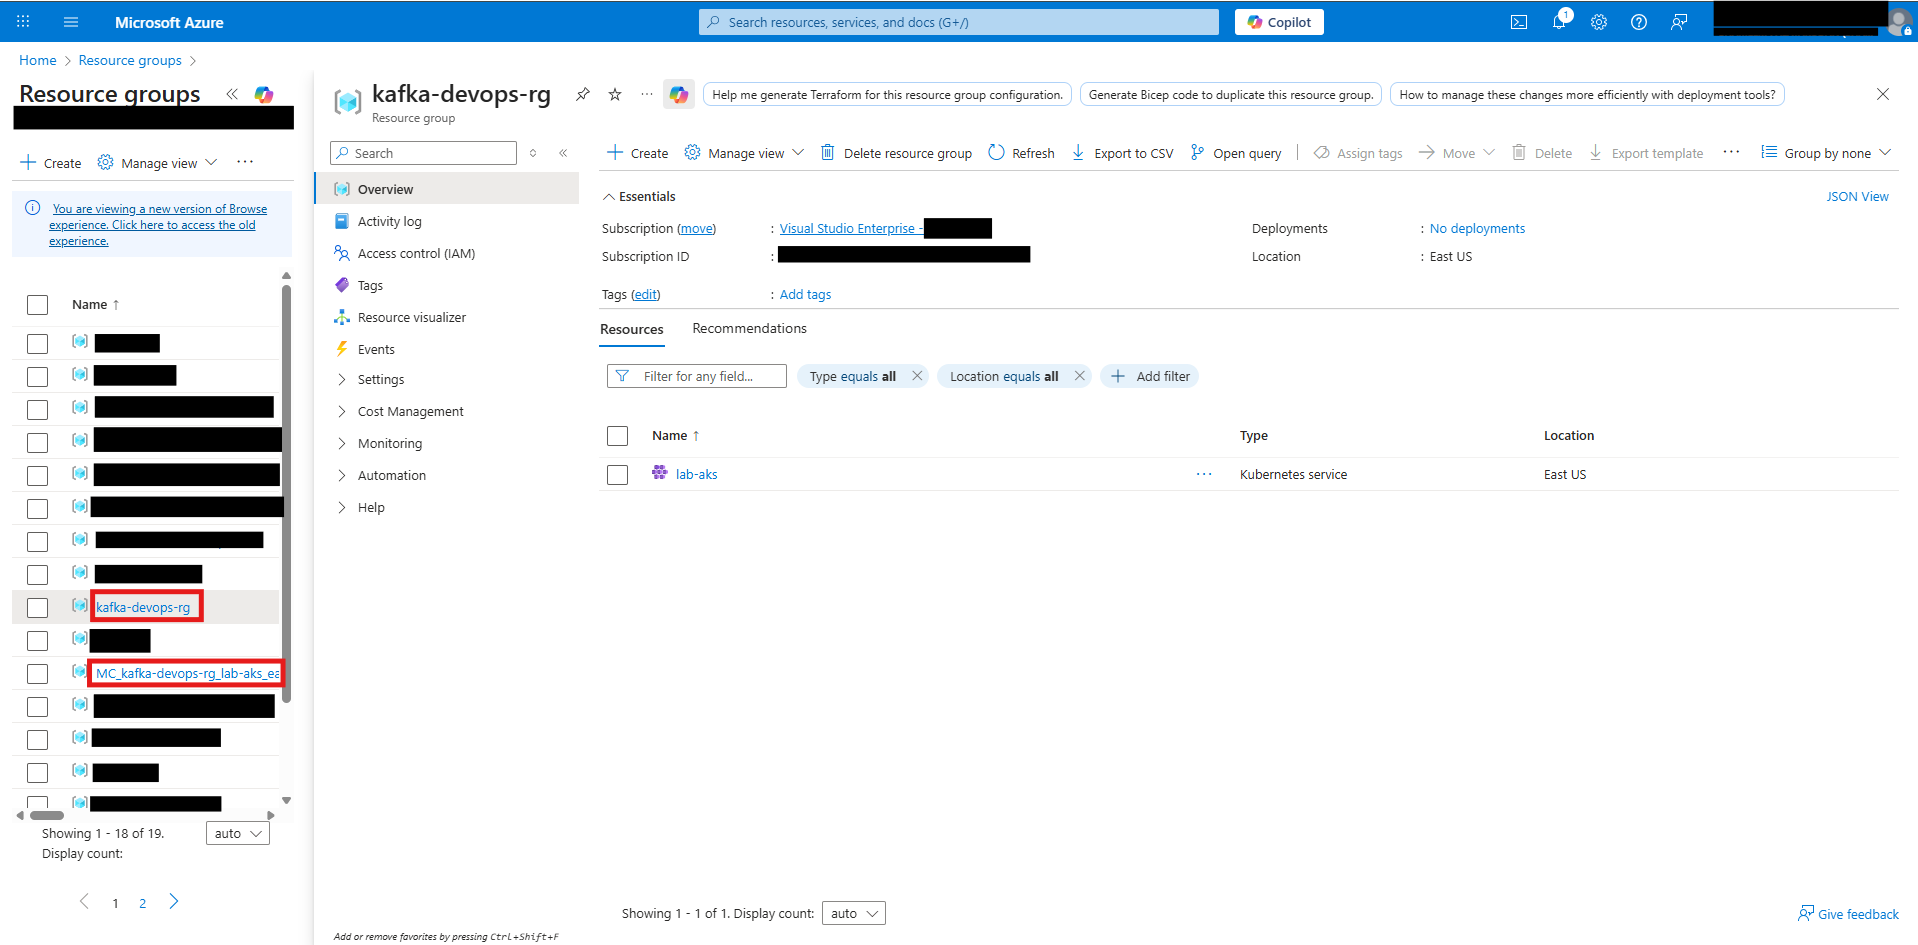 Microsoft Azure
Search resources, services, and docs (G+/)
Copilot
1
Home > Resource groups >
Resource groups
Create
Manage view
You are viewing a new version of Browse
experience. Click here to access the old
experience.
Name ↑
kafka-devops-rg
MC_kafka-devops-rg_lab-aks_ea
Showing 1 - 18 of 19.
Display count:
auto
1 2
kafka-devops-rg
Resource group
Help me generate Terraform for this resource group configuration.
Generate Bicep code to duplicate this resource group.
How to manage these changes more efficiently with deployment tools?
Search
Overview
Activity log
Access control (IAM)
Tags
Resource visualizer
Events
Settings
Cost Management
Monitoring
Automation
Help
Add or remove favorites by pressing Ctrl+Shift+F
Create
Manage view
Delete resource group
Refresh
Export to CSV
Open query
Assign tags
Move
Delete
Export template
Group by none
Essentials
JSON View
Subscription (move) : Visual Studio Enterprise -
Subscription ID :
Deployments : No deployments
Location : East US
Tags (edit) : Add tags
Resources
Recommendations
Filter for any field...
Type equals all
Location equals all
Add filter
Name ↑ Type Location
lab-aks Kubernetes service East US
Showing 1 - 1 of 1. Display count: auto
Give feedback